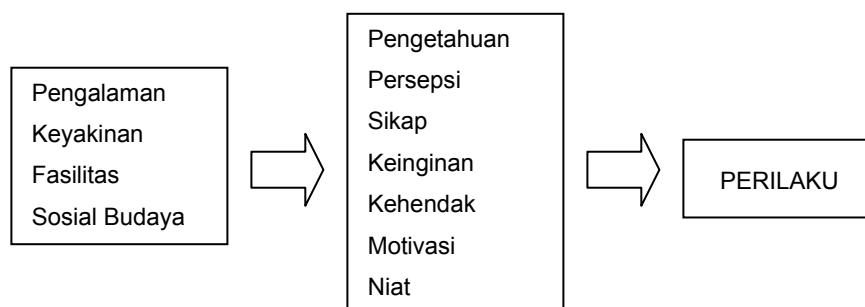 Pengalaman
Keyakinan
Fasilitas
Sosial Budaya
Pengetahuan
Persepsi
Sikap
Keinginan
Kehendak
Motivasi
Niat
PERILAKU